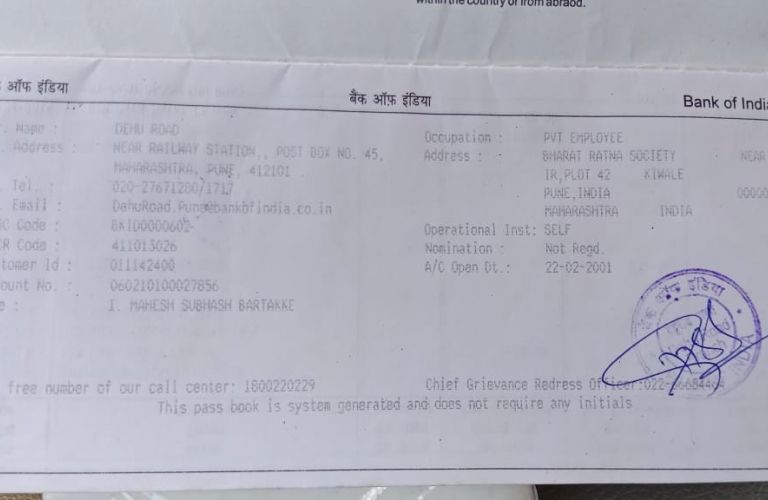 within the country or from abraod.
ऑफ इंडिया बैंक ऑफ़ इंडिया Bank of India
Name : DEHU ROAD
Address : NEAR RAILWAY STATION,, POST BOX NO. 45,
MAHARASHTRA, PUNE, 412101
Tel. : 020-27671280/1717
Email : DehuRoad.Pune@bankofindia.co.in
C Code : BKID0000602
CR Code : 411013026
tomer Id : 011142400
ount No. : 060210100027856
e : I. MAHESH SUBHASH BARTAKKE
Occupation : PVT EMPLOYEE
Address : BHARAT RATNA SOCIETY NEAR
IR,PLOT 42 KIWALE
PUNE,INDIA 00000
MAHARASHTRA INDIA
Operational Inst: SELF
Nomination : Not Regd.
A/C Open Dt.: 22-02-2001
बैंक ऑफ इंडिया
INDIA
free number of our call center: 1800220229 Chief Grievance Redress Officer:022-
This pass book is system generated and does not require any initials